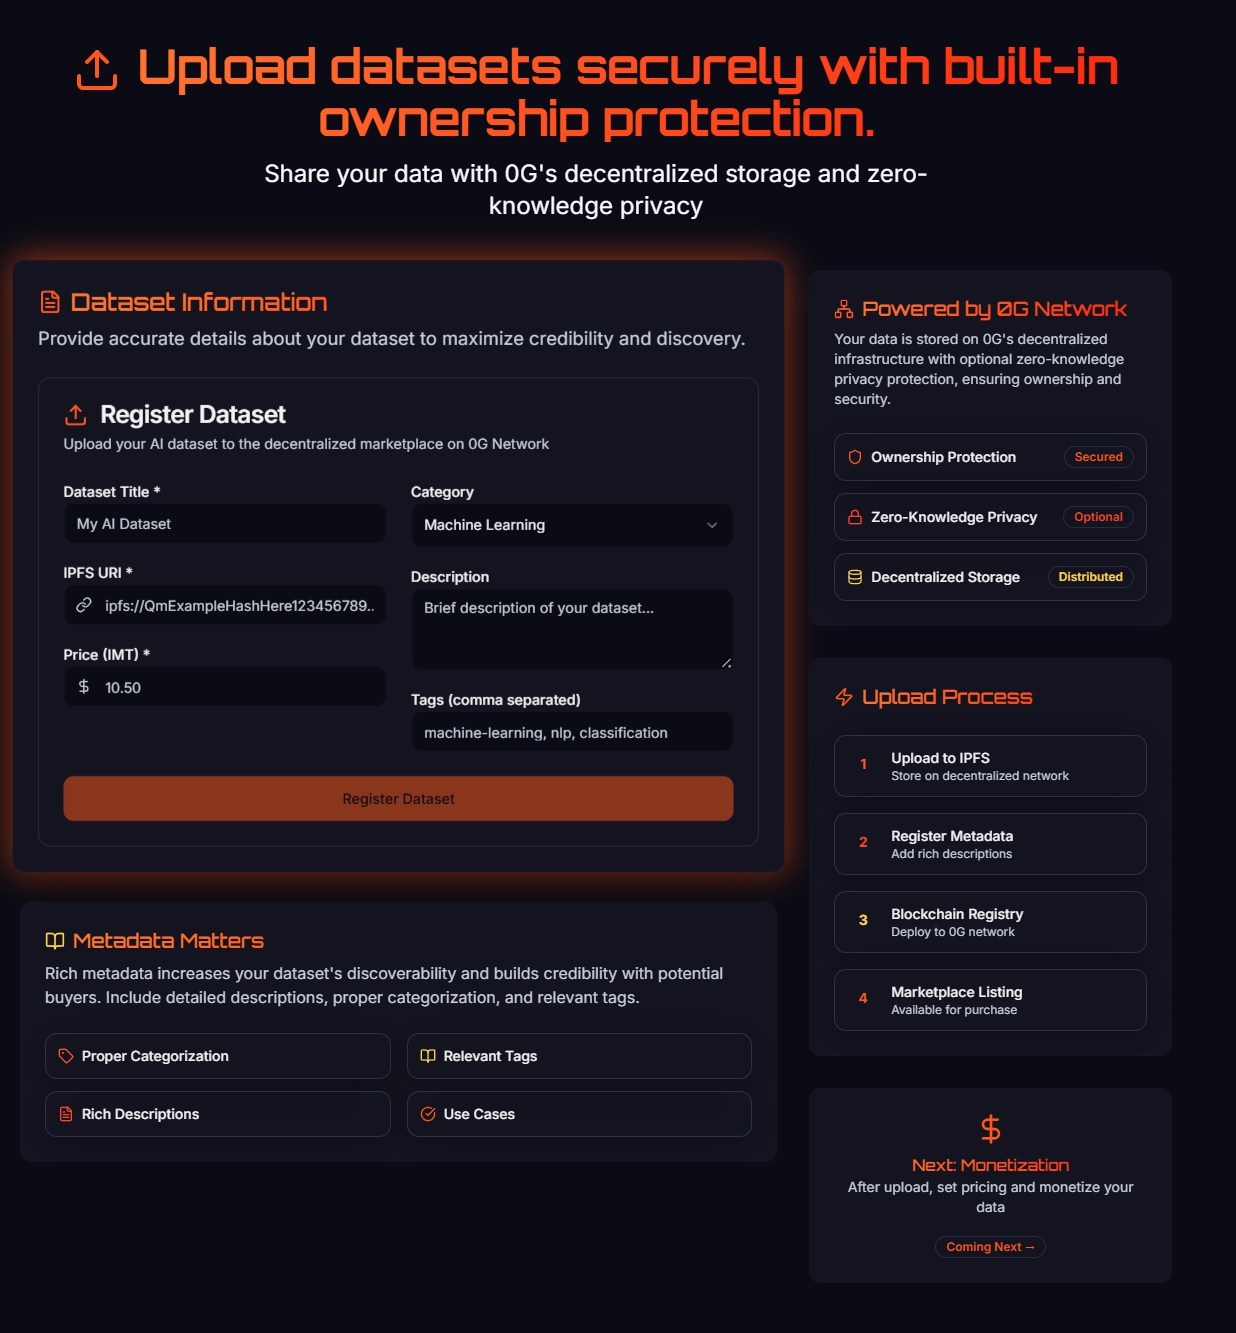 Upload datasets securely with built-in
ownership protection.
Share your data with 0G's decentralized storage and zero-
knowledge privacy
Dataset Information
Provide accurate details about your dataset to maximize credibility and discovery.
Register Dataset
Upload your AI dataset to the decentralized marketplace on 0G Network
Dataset Title *
My AI Dataset
IPFS URI *
ipfs://QmExampleHashHere123456789..
Price (IMT) *
$ 10.50
Category
Machine Learning
Description
Brief description of your dataset...
Tags (comma separated)
machine-learning, nlp, classification
Register Dataset
Metadata Matters
Rich metadata increases your dataset's discoverability and builds credibility with potential
buyers. Include detailed descriptions, proper categorization, and relevant tags.
Proper Categorization
Relevant Tags
Rich Descriptions
Use Cases
Powered by 0G Network
Your data is stored on 0G's decentralized
infrastructure with optional zero-knowledge
privacy protection, ensuring ownership and
security.
Ownership Protection Secured
Zero-Knowledge Privacy Optional
Decentralized Storage Distributed
Upload Process
1 Upload to IPFS
Store on decentralized network
2 Register Metadata
Add rich descriptions
3 Blockchain Registry
Deploy to 0G network
4 Marketplace Listing
Available for purchase
$
Next: Monetization
After upload, set pricing and monetize your
data
Coming Next →